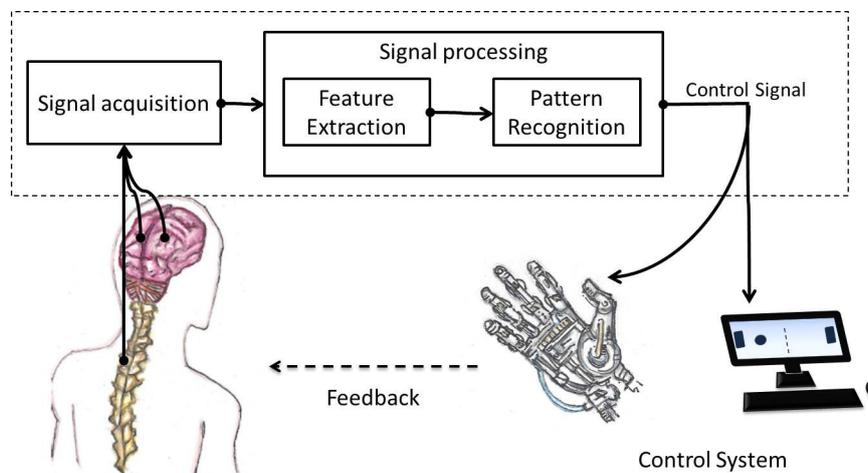 Signal processing
Signal acquisition
Feature
Extraction
Pattern
Recognition
Control Signal
Feedback
Control System